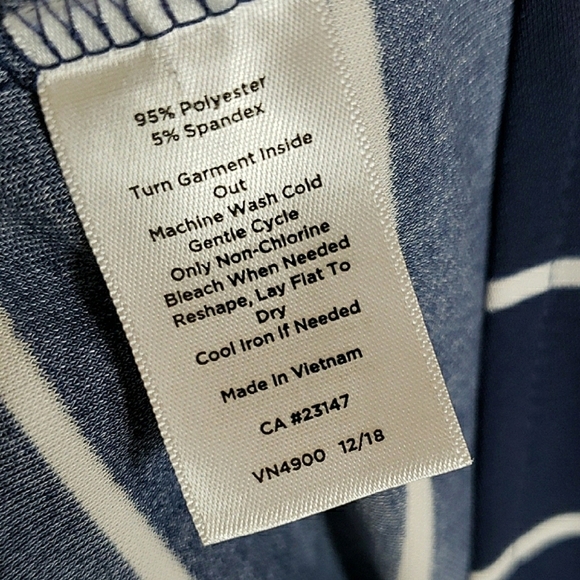 95% Polyester
5% Spandex
Turn Garment Inside
Out
Machine Wash Cold
Gentle Cycle
Only Non-Chlorine
Bleach When Needed
Reshape, Lay Flat To
Dry
Cool Iron If Needed
Made In Vietnam
CA #23147
VN4900 12/18